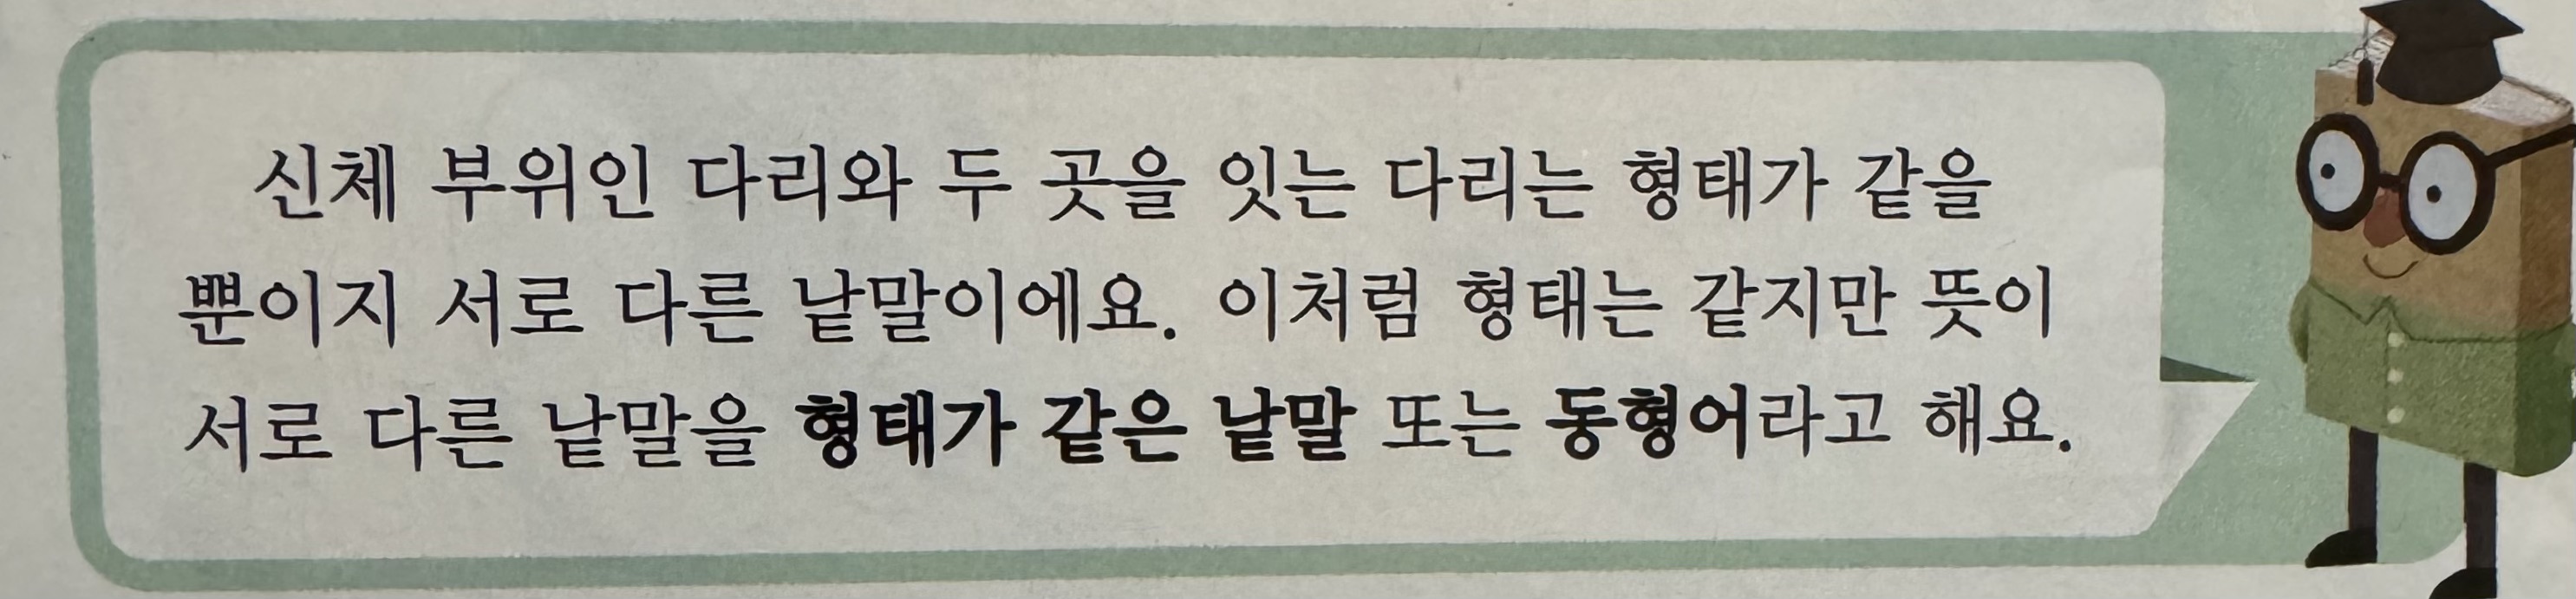 신체 부위인 다리와 두 곳을 잇는 다리는 형태가 같을
뿐이지 서로 다른 낱말이에요. 이처럼 형태는 같지만 뜻이
서로 다른 낱말을 형태가 같은 낱말 또는 동형어라고 해요.